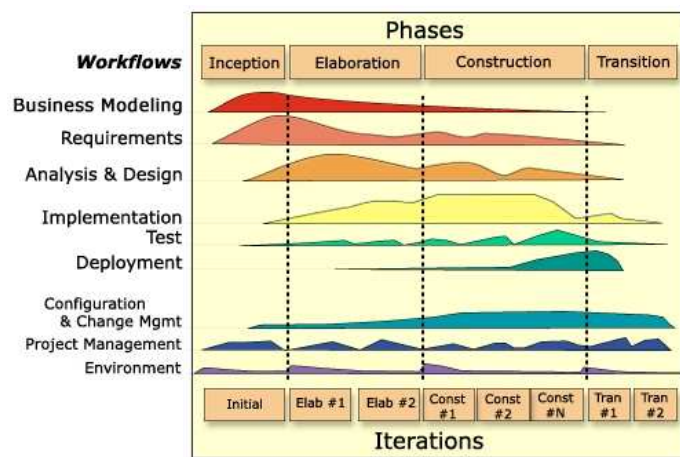 Phases
Workflows
Inception
Elaboration
Construction
Transition
Business Modeling
Requirements
Analysis & Design
Implementation
Test
Deployment
Configuration
& Change Mgmt
Project Management
Environment
Initial
Elab #1
Elab #2
Const
#1
Const
#2
Const
#N
Tran
#1
Tran
#2
Iterations